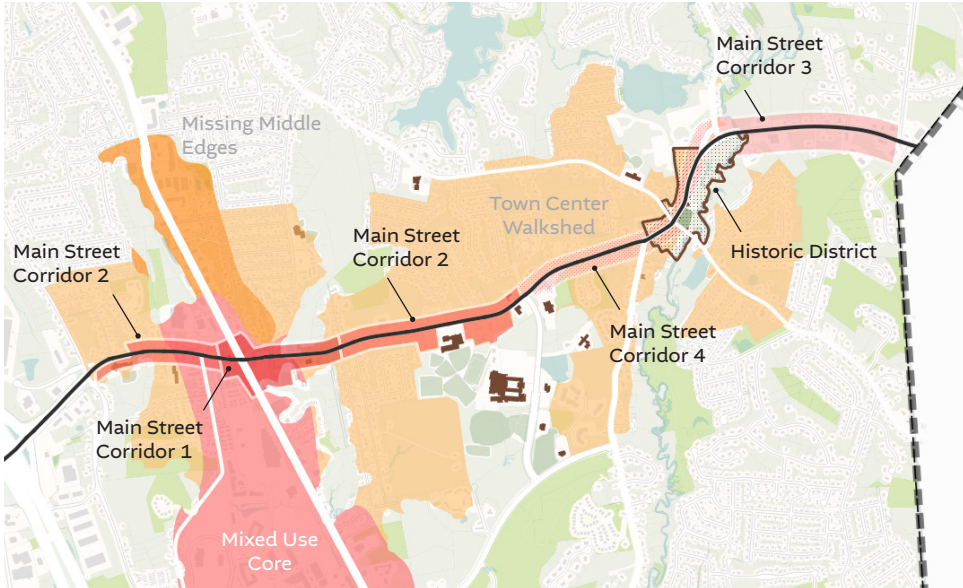 Main Street
Corridor 3
Missing Middle
Edges
Town Center
Walkshed
Main Street
Corridor 2
Main Street
Corridor 2
Historic District
Main Street
Corridor 4
Main Street
Corridor 1
Mixed Use
Core